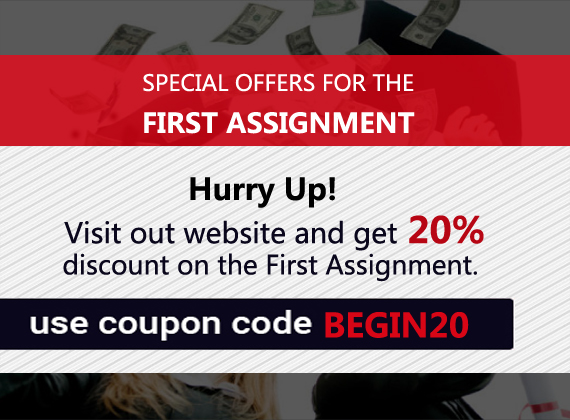 SPECIAL OFFERS FOR THE
FIRST ASSIGNMENT
Hurry Up!
Visit out website and get 20%
discount on the First Assignment.
use coupon code BEGIN20